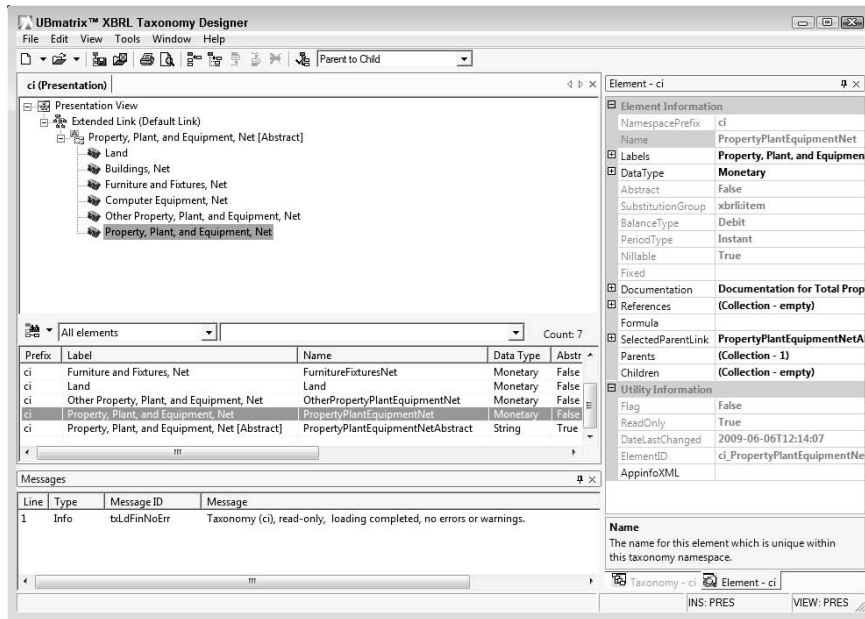 UBmatrix™ XBRL Taxonomy Designer
File Edit View Tools Window Help
Parent to Child
ci (Presentation)
Presentation View
Extended Link (Default Link)
Property, Plant, and Equipment, Net [Abstract]
Land
Buildings, Net
Furniture and Fixtures, Net
Computer Equipment, Net
Other Property, Plant, and Equipment, Net
Property, Plant, and Equipment, Net
All elements
Count: 7
Prefix Label Name Data Type Abstr
ci Furniture and Fixtures, Net FurnitureFixturesNet Monetary False
ci Land Land Monetary False
ci Other Property, Plant, and Equipment, Net OtherPropertyPlantEquipmentNet Monetary False
ci Property, Plant, and Equipment, Net PropertyPlantEquipmentNet Monetary False
ci Property, Plant, and Equipment, Net [Abstract] PropertyPlantEquipmentNetAbstract String True
Messages
Line Type Message ID Message
1 Info txLdFinNoErr Taxonomy (ci), read-only, loading completed, no errors or warnings.
Element - ci
Element Information
NamespacePrefix ci
Name PropertyPlantEquipmentNet
Labels Property, Plant, and Equipmen
DataType Monetary
Abstract False
SubstitutionGroup xbrli:item
BalanceType Debit
PeriodType Instant
Nillable True
Fixed
Documentation Documentation for Total Prop
References (Collection - empty)
Formula
SelectedParentLink PropertyPlantEquipmentNetA
Parents (Collection - 1)
Children (Collection - empty)
Utility Information
Flag False
ReadOnly True
DateLastChanged 2009-06-06T12:14:07
ElementID ci_PropertyPlantEquipmentNe
AppinfoXML
Name
The name for this element which is unique within
this taxonomy namespace.
Taxonomy - ci Element - ci
INS: PRES VIEW: PRES